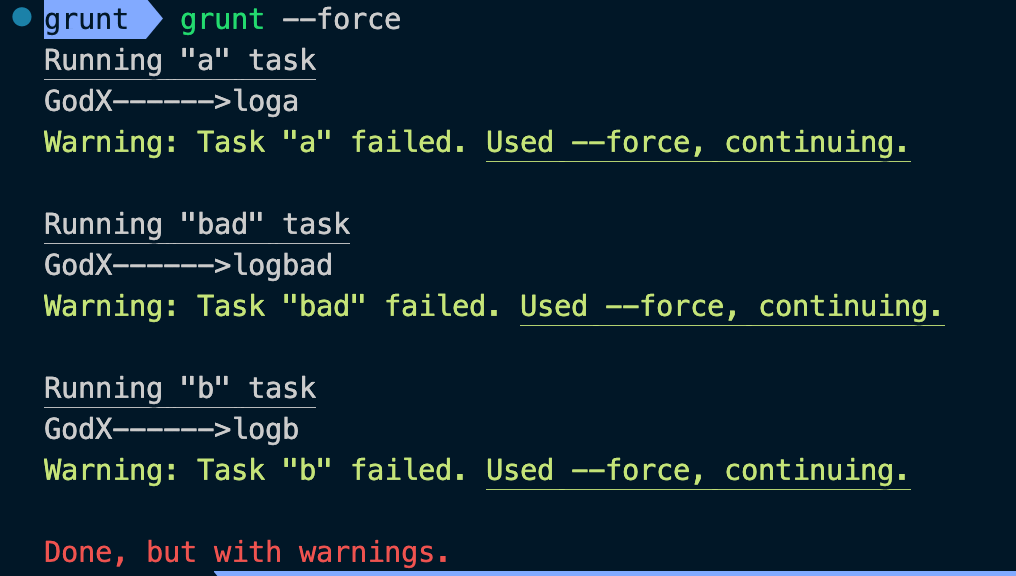 grunt grunt --force
Running "a" task
GodX------>loga
Warning: Task "a" failed. Used --force, continuing.
Running "bad" task
GodX------>logbad
Warning: Task "bad" failed. Used --force, continuing.
Running "b" task
GodX------>logb
Warning: Task "b" failed. Used --force, continuing.
Done, but with warnings.